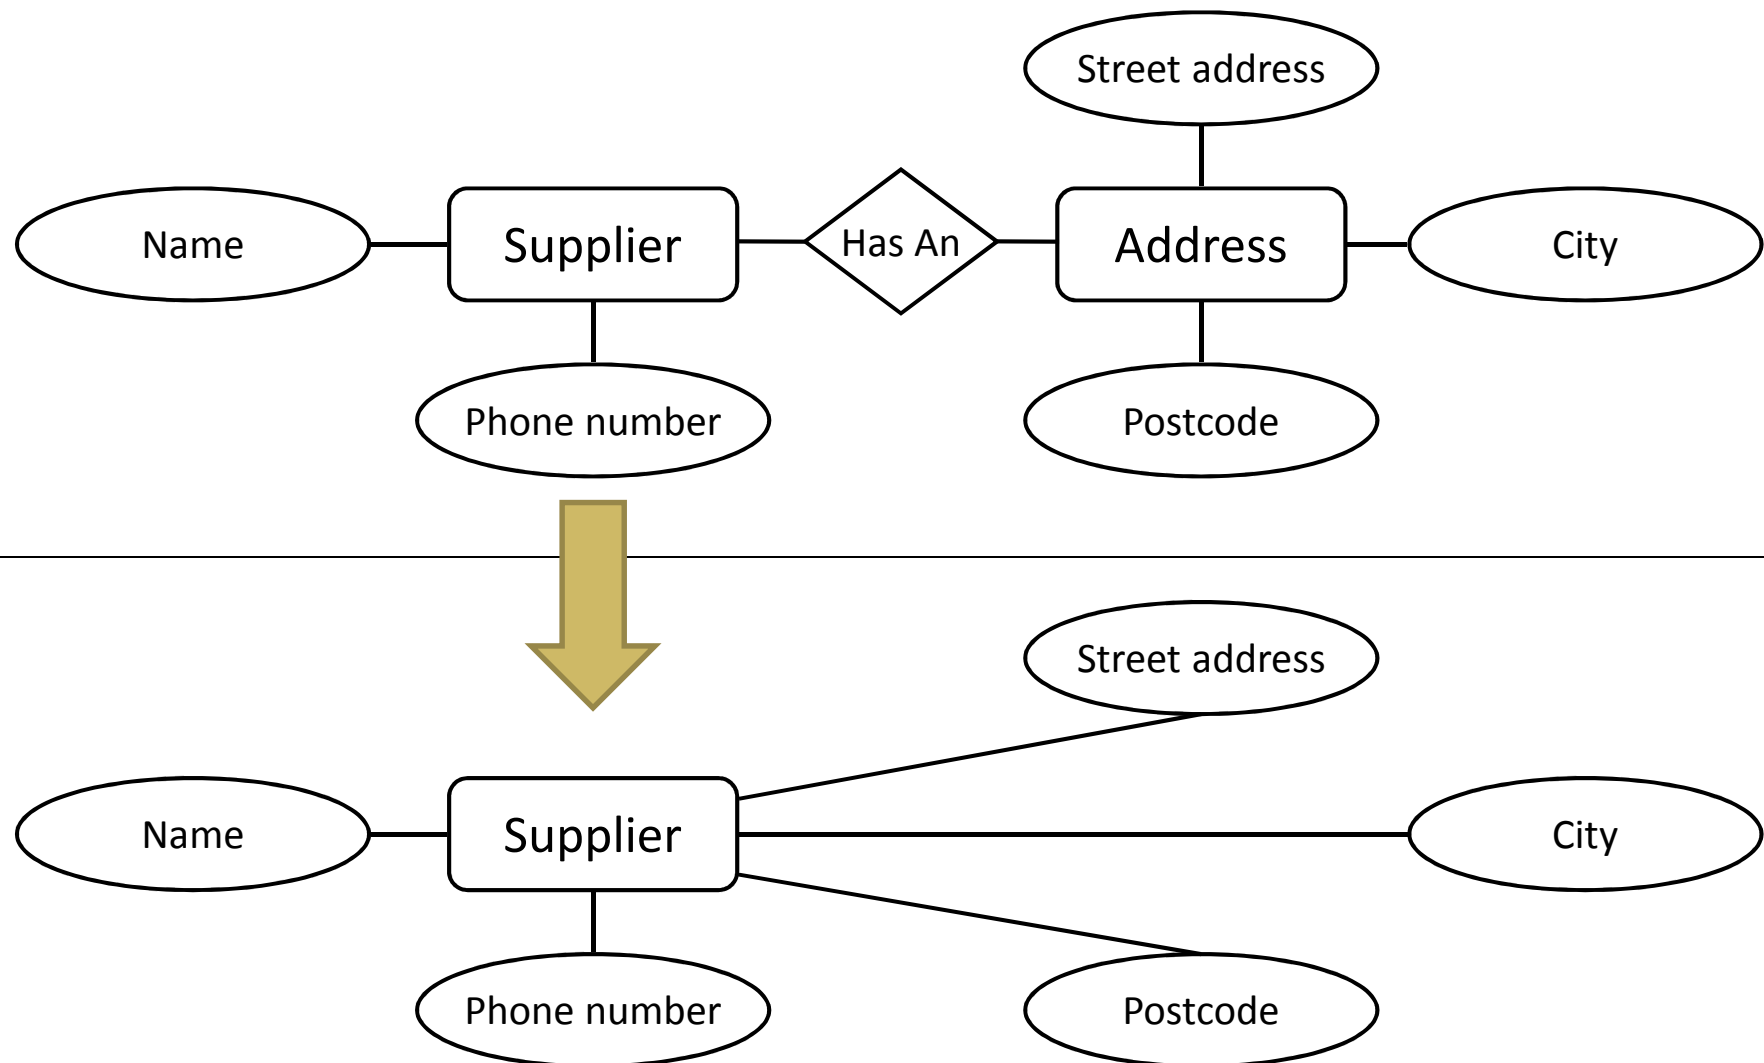 Street address
Name
Supplier
Has An
Address
City
Phone number
Postcode
Street address
Name
Supplier
City
Phone number
Postcode